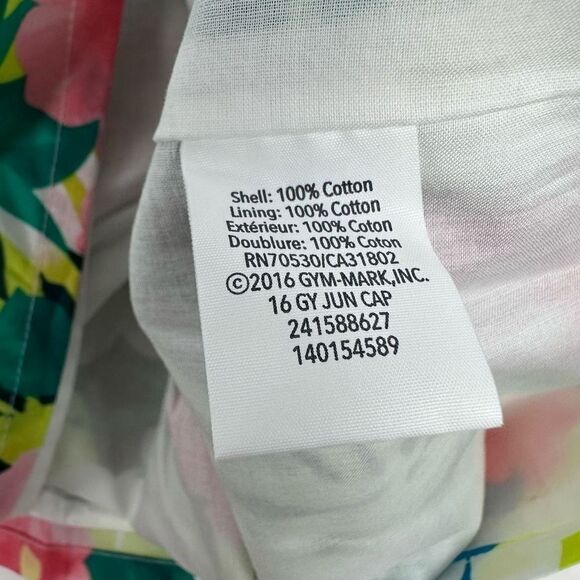 Shell: 100% Cotton
Lining: 100% Cotton
Extérieur: 100% Coton
Doublure: 100% Coton
RN70530/CA31802
©2016 GYM-MARK,INC.
16 GY JUN CAP
241588627
140154589